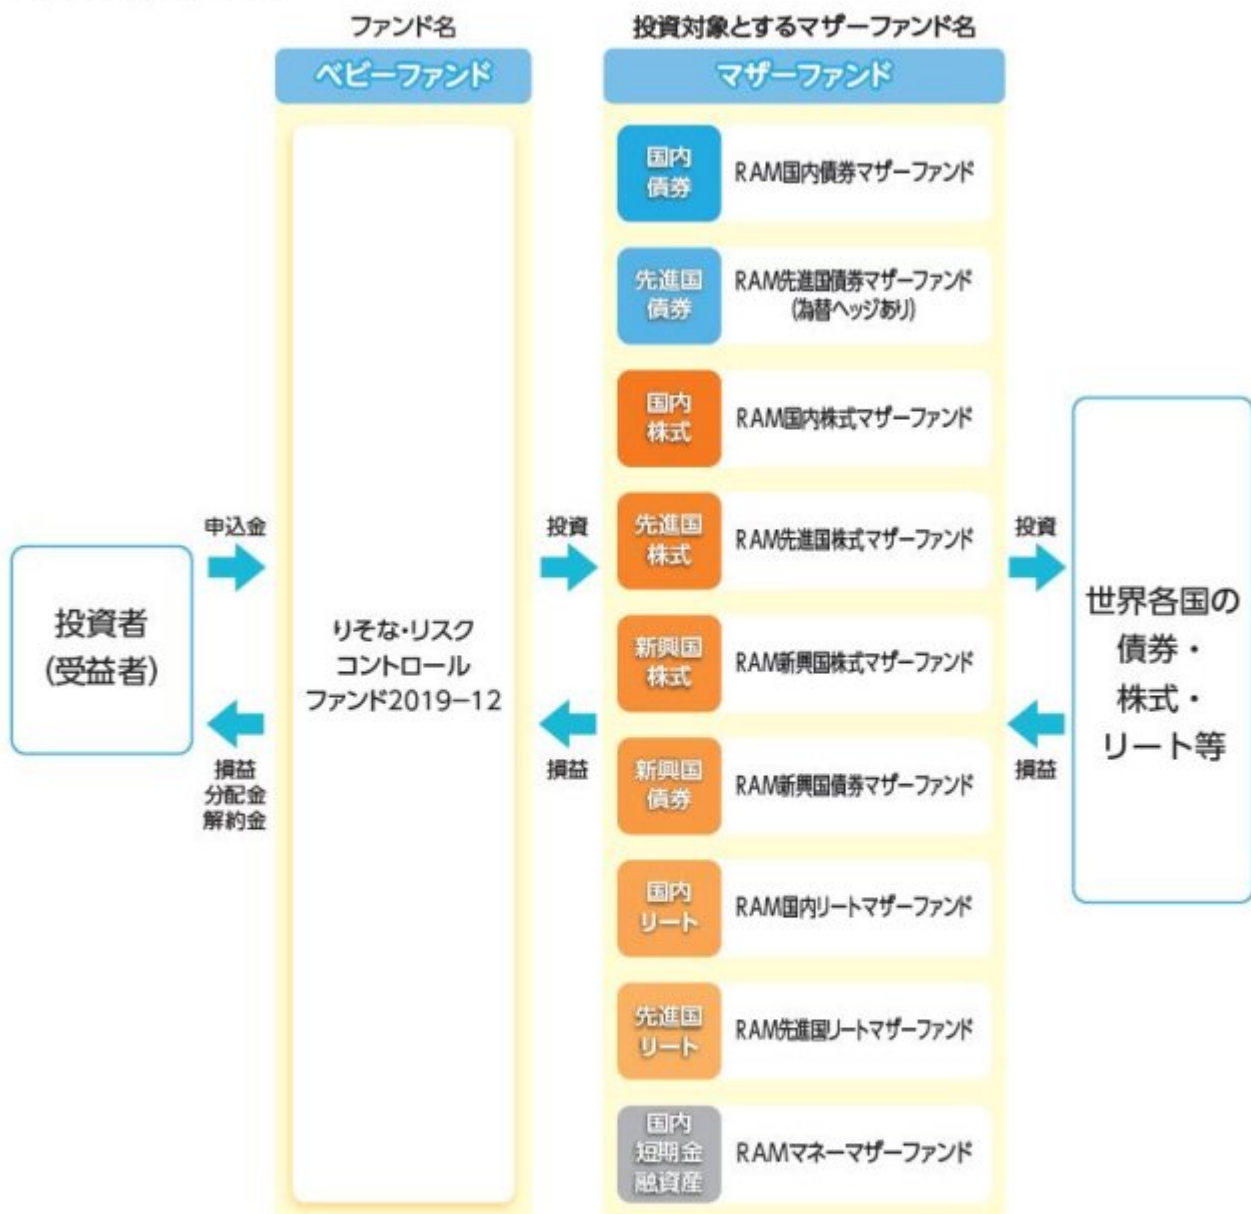 ファンド名
ベビーファンド
投資対象とするマザーファンド名
マザーファンド
投資者
(受益者)
申込金
損益
分配金
解約金
りそな・リスク
コントロール
ファンド2019−12
投資
損益
国内
債券
RAM国内債券マザーファンド
先進国
債券
RAM先進国債券マザーファンド
(為替ヘッジあり)
国内
株式
RAM国内株式マザーファンド
先進国
株式
RAM先進国株式マザーファンド
新興国
株式
RAM新興国株式マザーファンド
新興国
債券
RAM新興国債券マザーファンド
国内
リート
RAM国内リートマザーファンド
先進国
リート
RAM先進国リートマザーファンド
国内
短期金
融資産
RAMマネーマザーファンド
投資
損益
世界各国の
債券・
株式・
リート等